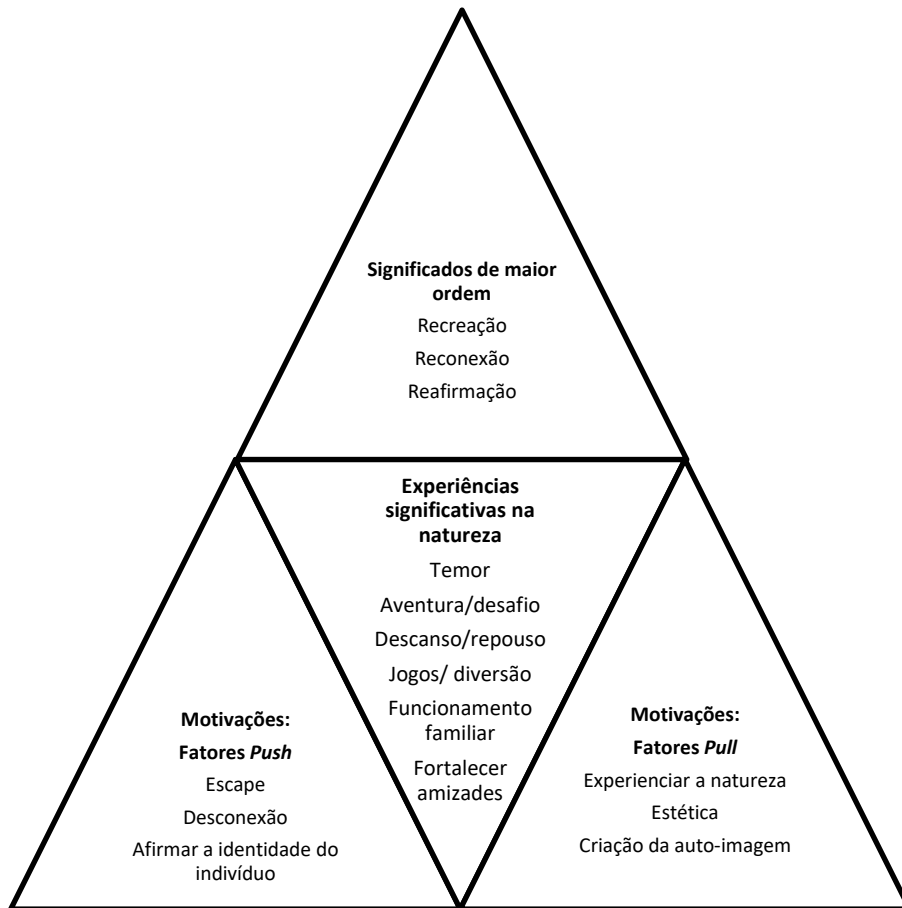 Significados de maior
ordem
Recreação
Reconexão
Reafirmação
Experiências
significativas na
natureza
Temor
Aventura/desafio
Descanso/repouso
Jogos/ diversão
Funcionamento
familiar
Fortalecer
amizades
Motivações:
Fatores Push
Escape
Desconexão
Afirmar a identidade do
indivíduo
Motivações:
Fatores Pull
Experienciar a natureza
Estética
Criação da auto-imagem